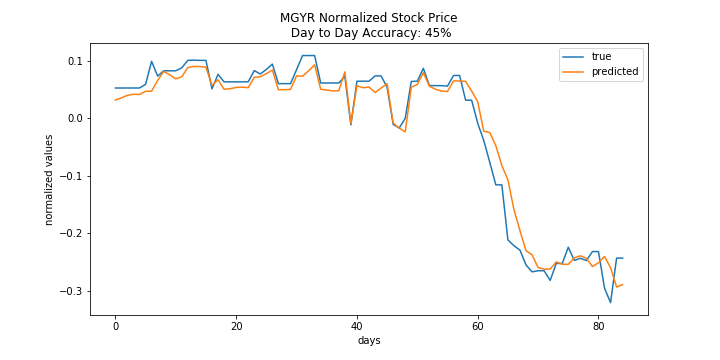 MGYR Normalized Stock Price
Day to Day Accuracy: 45%
true
predicted
normalized values
0.1
0.0
−0.1
−0.2
−0.3
0
20
40
60
80
days